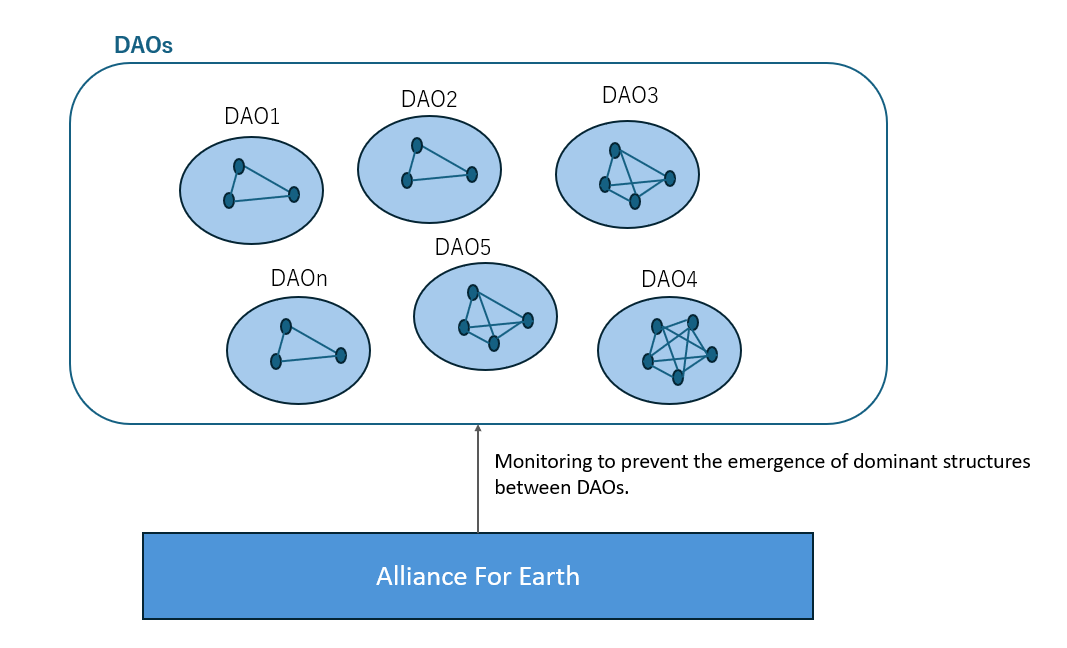 DAOs
DAO1
DAO2
DAO3
DAOn
DAO5
DAO4
Monitoring to prevent the emergence of dominant structures
between DAOs.
Alliance For Earth